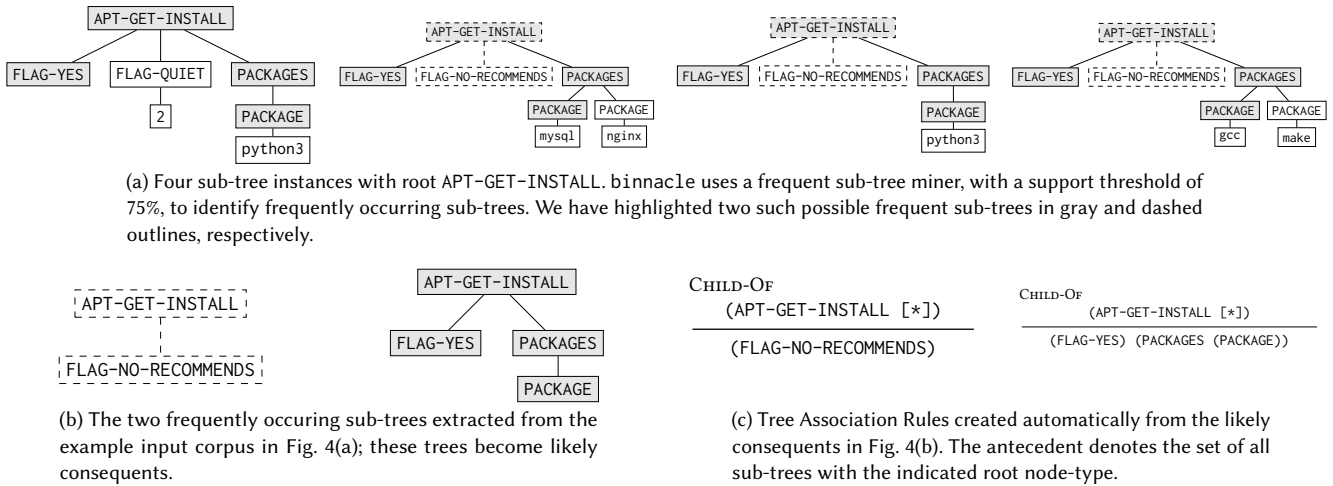 APT-GET-INSTALL
FLAG-YES FLAG-QUIET PACKAGES
2 PACKAGE
python3
APT-GET-INSTALL
FLAG-YES FLAG-NO-RECOMMENDS PACKAGES
PACKAGE PACKAGE
mysql nginx
APT-GET-INSTALL
FLAG-YES FLAG-NO-RECOMMENDS PACKAGES
PACKAGE
python3
APT-GET-INSTALL
FLAG-YES FLAG-NO-RECOMMENDS PACKAGES
PACKAGE PACKAGE
gcc make
(a) Four sub-tree instances with root APT-GET-INSTALL. binnacle uses a frequent sub-tree miner, with a support threshold of
75%, to identify frequently occurring sub-trees. We have highlighted two such possible frequent sub-trees in gray and dashed
outlines, respectively.
APT-GET-INSTALL
FLAG-NO-RECOMMENDS
APT-GET-INSTALL
FLAG-YES PACKAGES
PACKAGE
(b) The two frequently occuring sub-trees extracted from the
example input corpus in Fig. 4(a); these trees become likely
consequents.
Child-Of
(APT-GET-INSTALL [*])
(FLAG-NO-RECOMMENDS)
Child-Of
(APT-GET-INSTALL [*])
(FLAG-YES) (PACKAGES (PACKAGE))
(c) Tree Association Rules created automatically from the likely
consequents in Fig. 4(b). The antecedent denotes the set of all
sub-trees with the indicated root node-type.